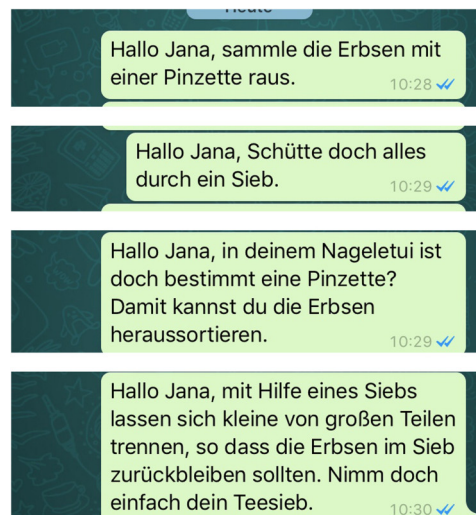 Heute
Hallo Jana, sammle die Erbsen mit
einer Pinzette raus.
10:28
Hallo Jana, Schütte doch alles
durch ein Sieb.
10:29
Hallo Jana, in deinem Nageletui ist
doch bestimmt eine Pinzette?
Damit kannst du die Erbsen
heraussortieren.
10:29
Hallo Jana, mit Hilfe eines Siebs
lassen sich kleine von großen Teilen
trennen, so dass die Erbsen im Sieb
zurückbleiben sollten. Nimm doch
einfach dein Teesieb.
10:30